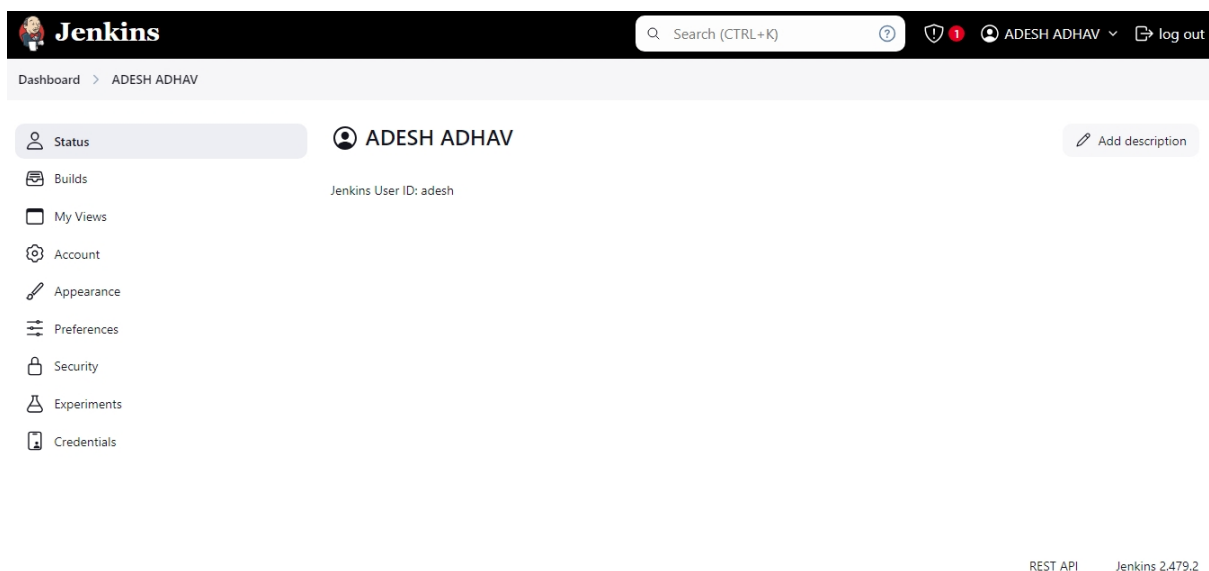 Jenkins
Search (CTRL+K)
?
1
ADESH ADHAV
log out
Dashboard > ADESH ADHAV
Status
ADESH ADHAV
Add description
Builds
Jenkins User ID: adesh
My Views
Account
Appearance
Preferences
Security
Experiments
Credentials
REST API
Jenkins 2.479.2